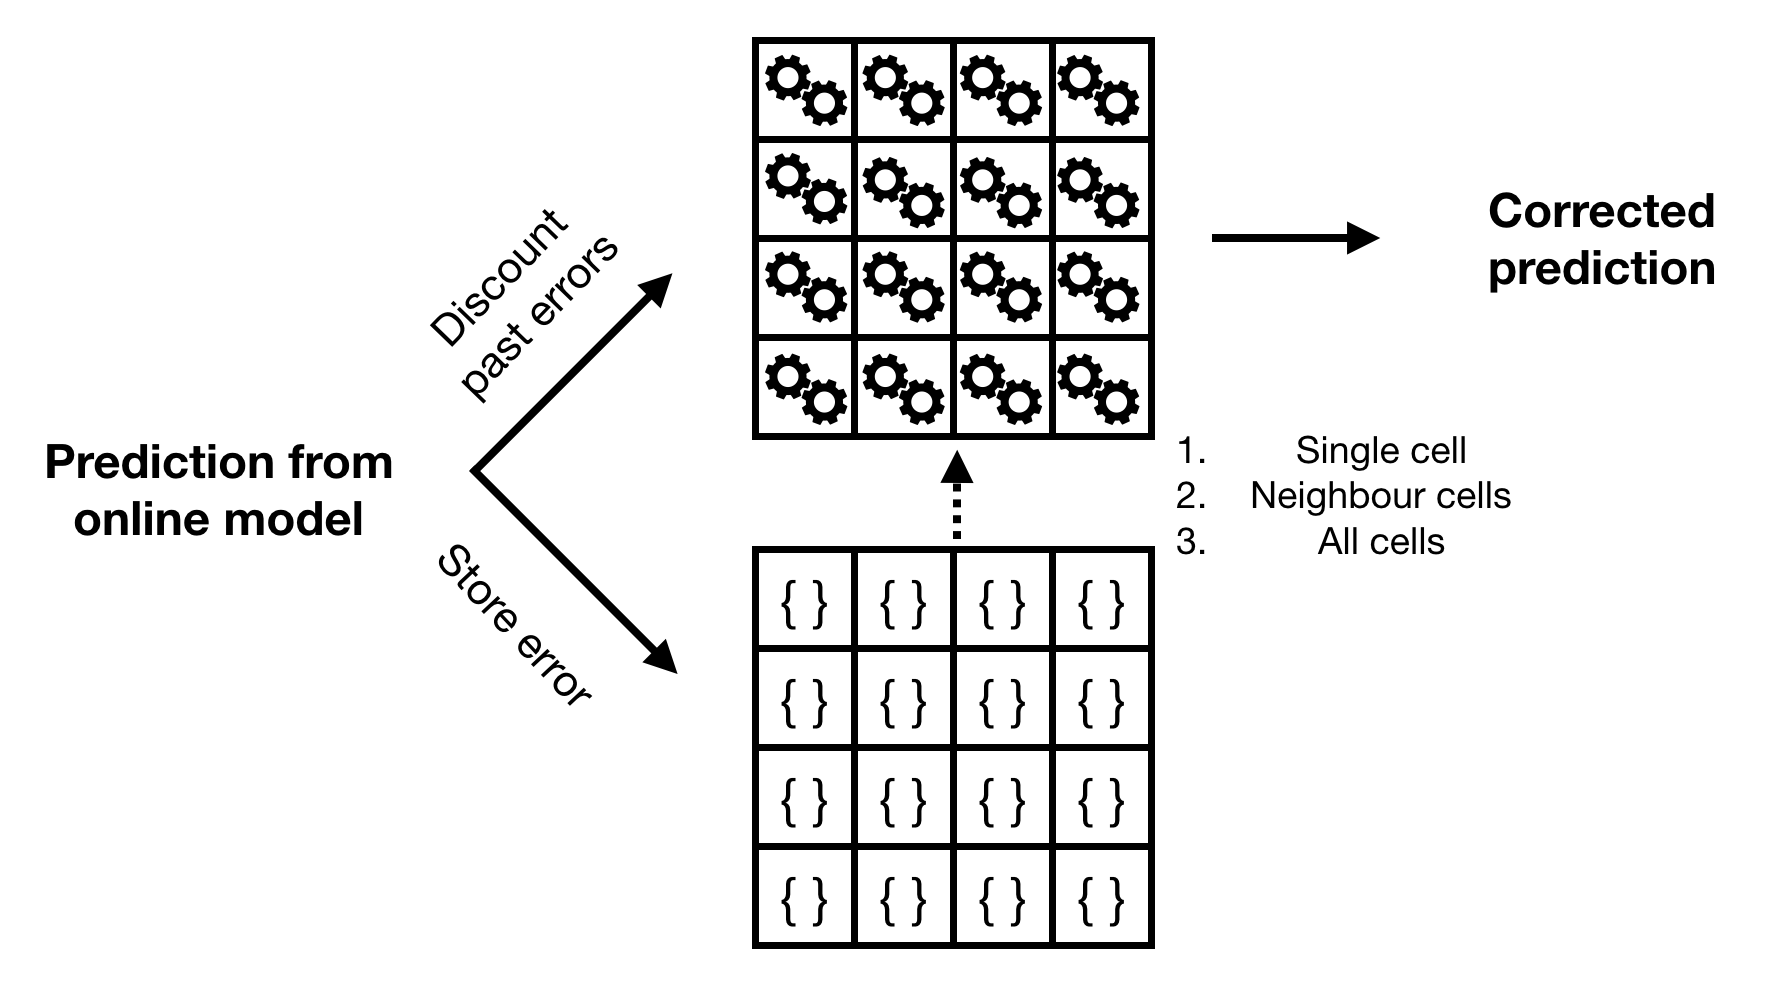 Prediction from
online model
Discount
past errors
Store error
1. Single cell
2. Neighbour cells
3. All cells
{ } { } { } { }
{ } { } { } { }
{ } { } { } { }
{ } { } { } { }
Corrected
prediction